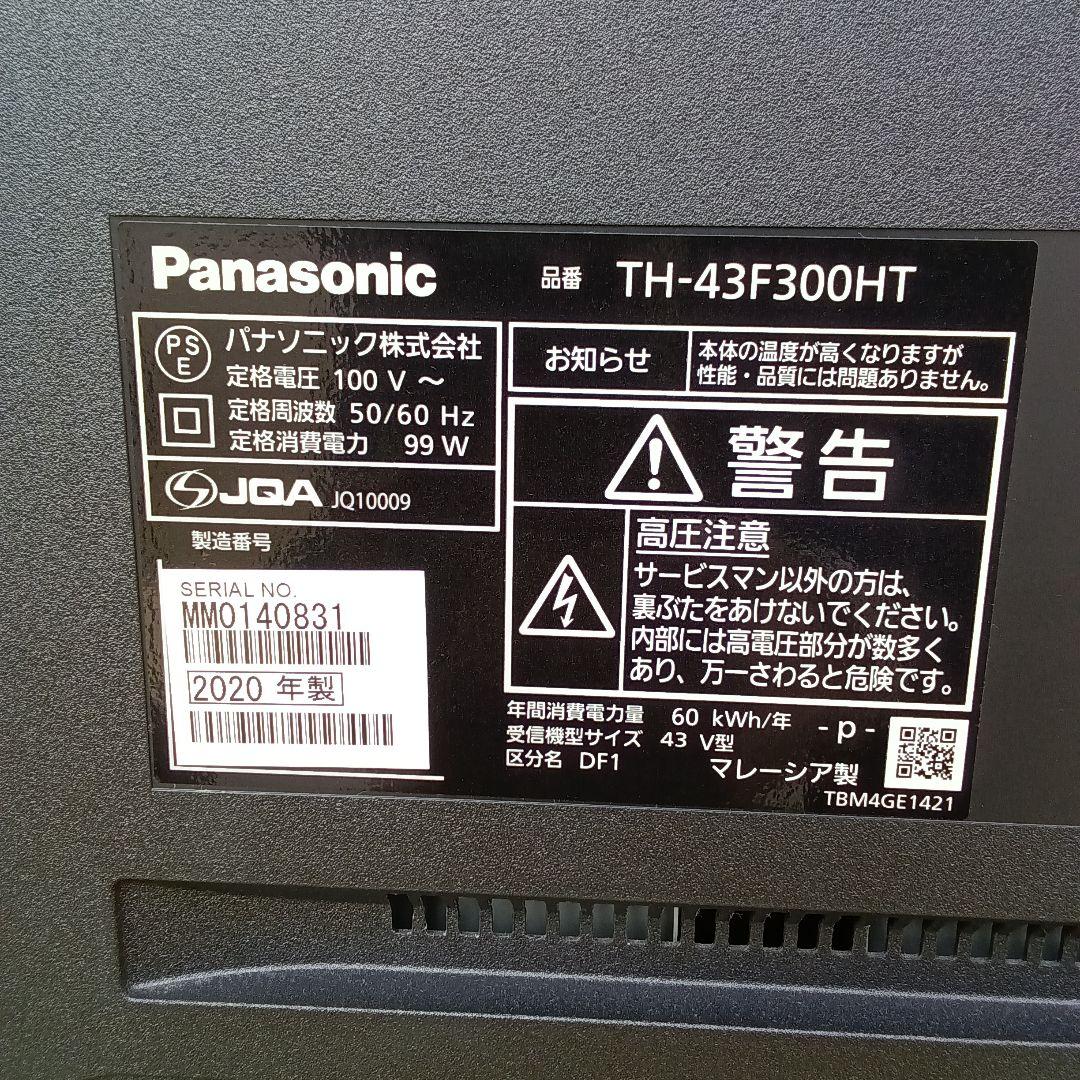 Panasonic
品番 TH-43F300HT
PSE
パナソニック株式会社
定格電圧 100 V ～
定格周波数 50/60 Hz
定格消費電力 99 W
JQA JQ10009
製造番号
SERIAL NO.
MM0140831
2020 年製
お知らせ
本体の温度が高くなりますが
性能・品質には問題ありません。
警告
高圧注意
サービスマン以外の方は、
裏ぶたをあけないでください。
内部には高電圧部分が数多く
あり、万一さわると危険です。
年間消費電力量 60 kWh/年
受信機型サイズ 43 V型
区分名 DF1
- p -
マレーシア製
TBM4GE1421